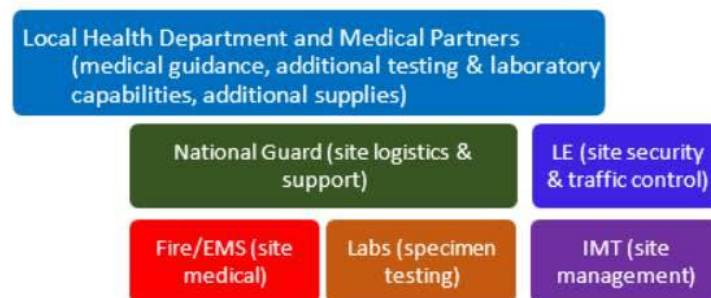 Local Health Department and Medical Partners
(medical guidance, additional testing & laboratory
capabilities, additional supplies)
National Guard (site logistics &
support)
LE (site security
& traffic control)
Fire/EMS (site
medical)
Labs (specimen
testing)
IMT (site
management)